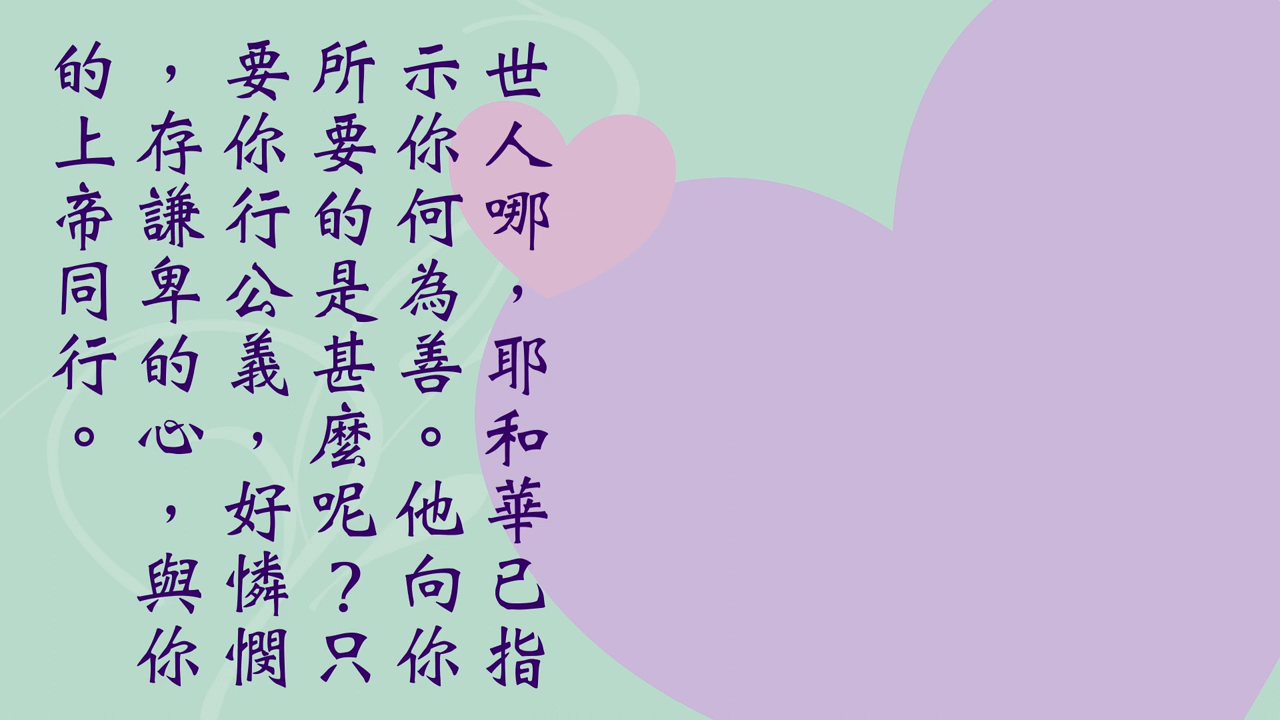 世人哪，耶和華已指
示你何為善。他向你
所要的是甚麼呢？只
要你行公義，好憐憫
，存謙卑的心，與你
的上帝同行。